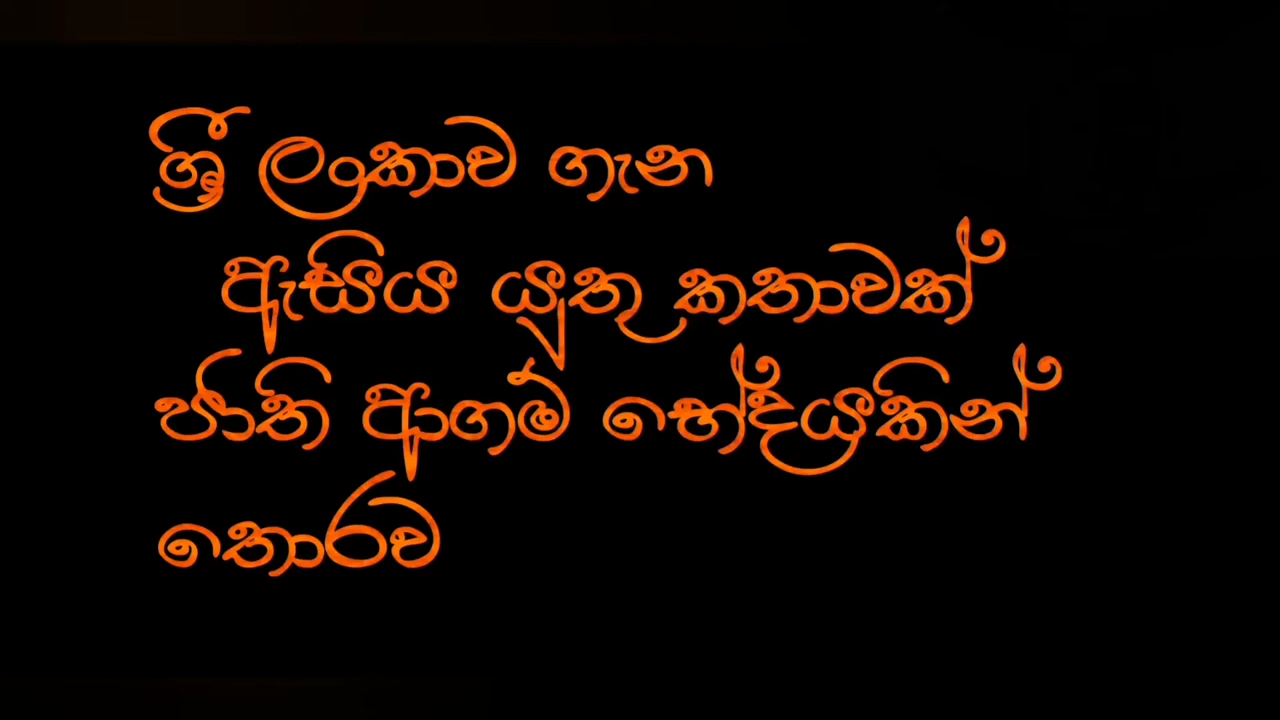 ශ්‍රී ලංකාව ගැන
ඇසිය යුතු කතාවක්
ජාති ආගම් භේදයකින්
තොරව